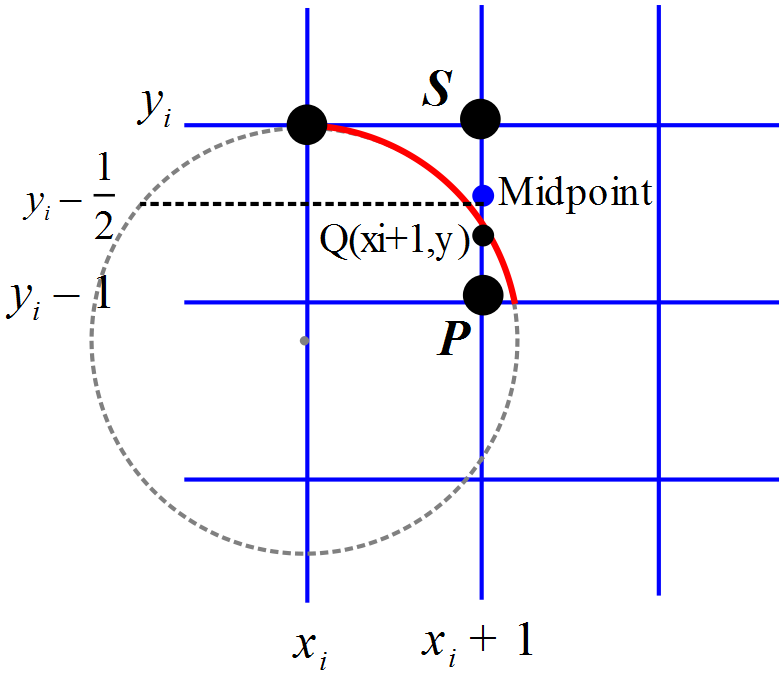 S
y_i
Midpoint
y_i − 1/2
Q(xi+1,y)
y_i − 1
P
x_i
x_i + 1